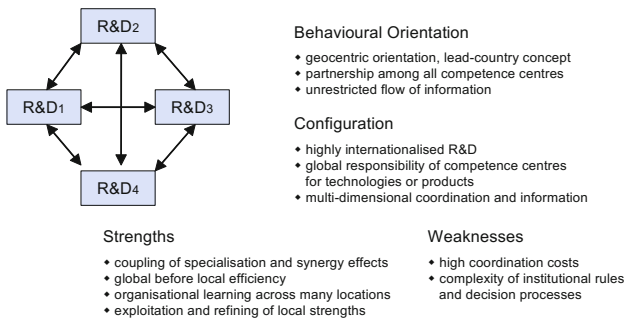 R&D2
R&D1
R&D3
R&D4
Behavioural Orientation
◆ geocentric orientation, lead-country concept
◆ partnership among all competence centres
◆ unrestricted flow of information
Configuration
◆ highly internationalised R&D
◆ global responsibility of competence centres
for technologies or products
◆ multi-dimensional coordination and information
Strengths
◆ coupling of specialisation and synergy effects
◆ global before local efficiency
◆ organisational learning across many locations
◆ exploitation and refining of local strengths
Weaknesses
◆ high coordination costs
◆ complexity of institutional rules
and decision processes